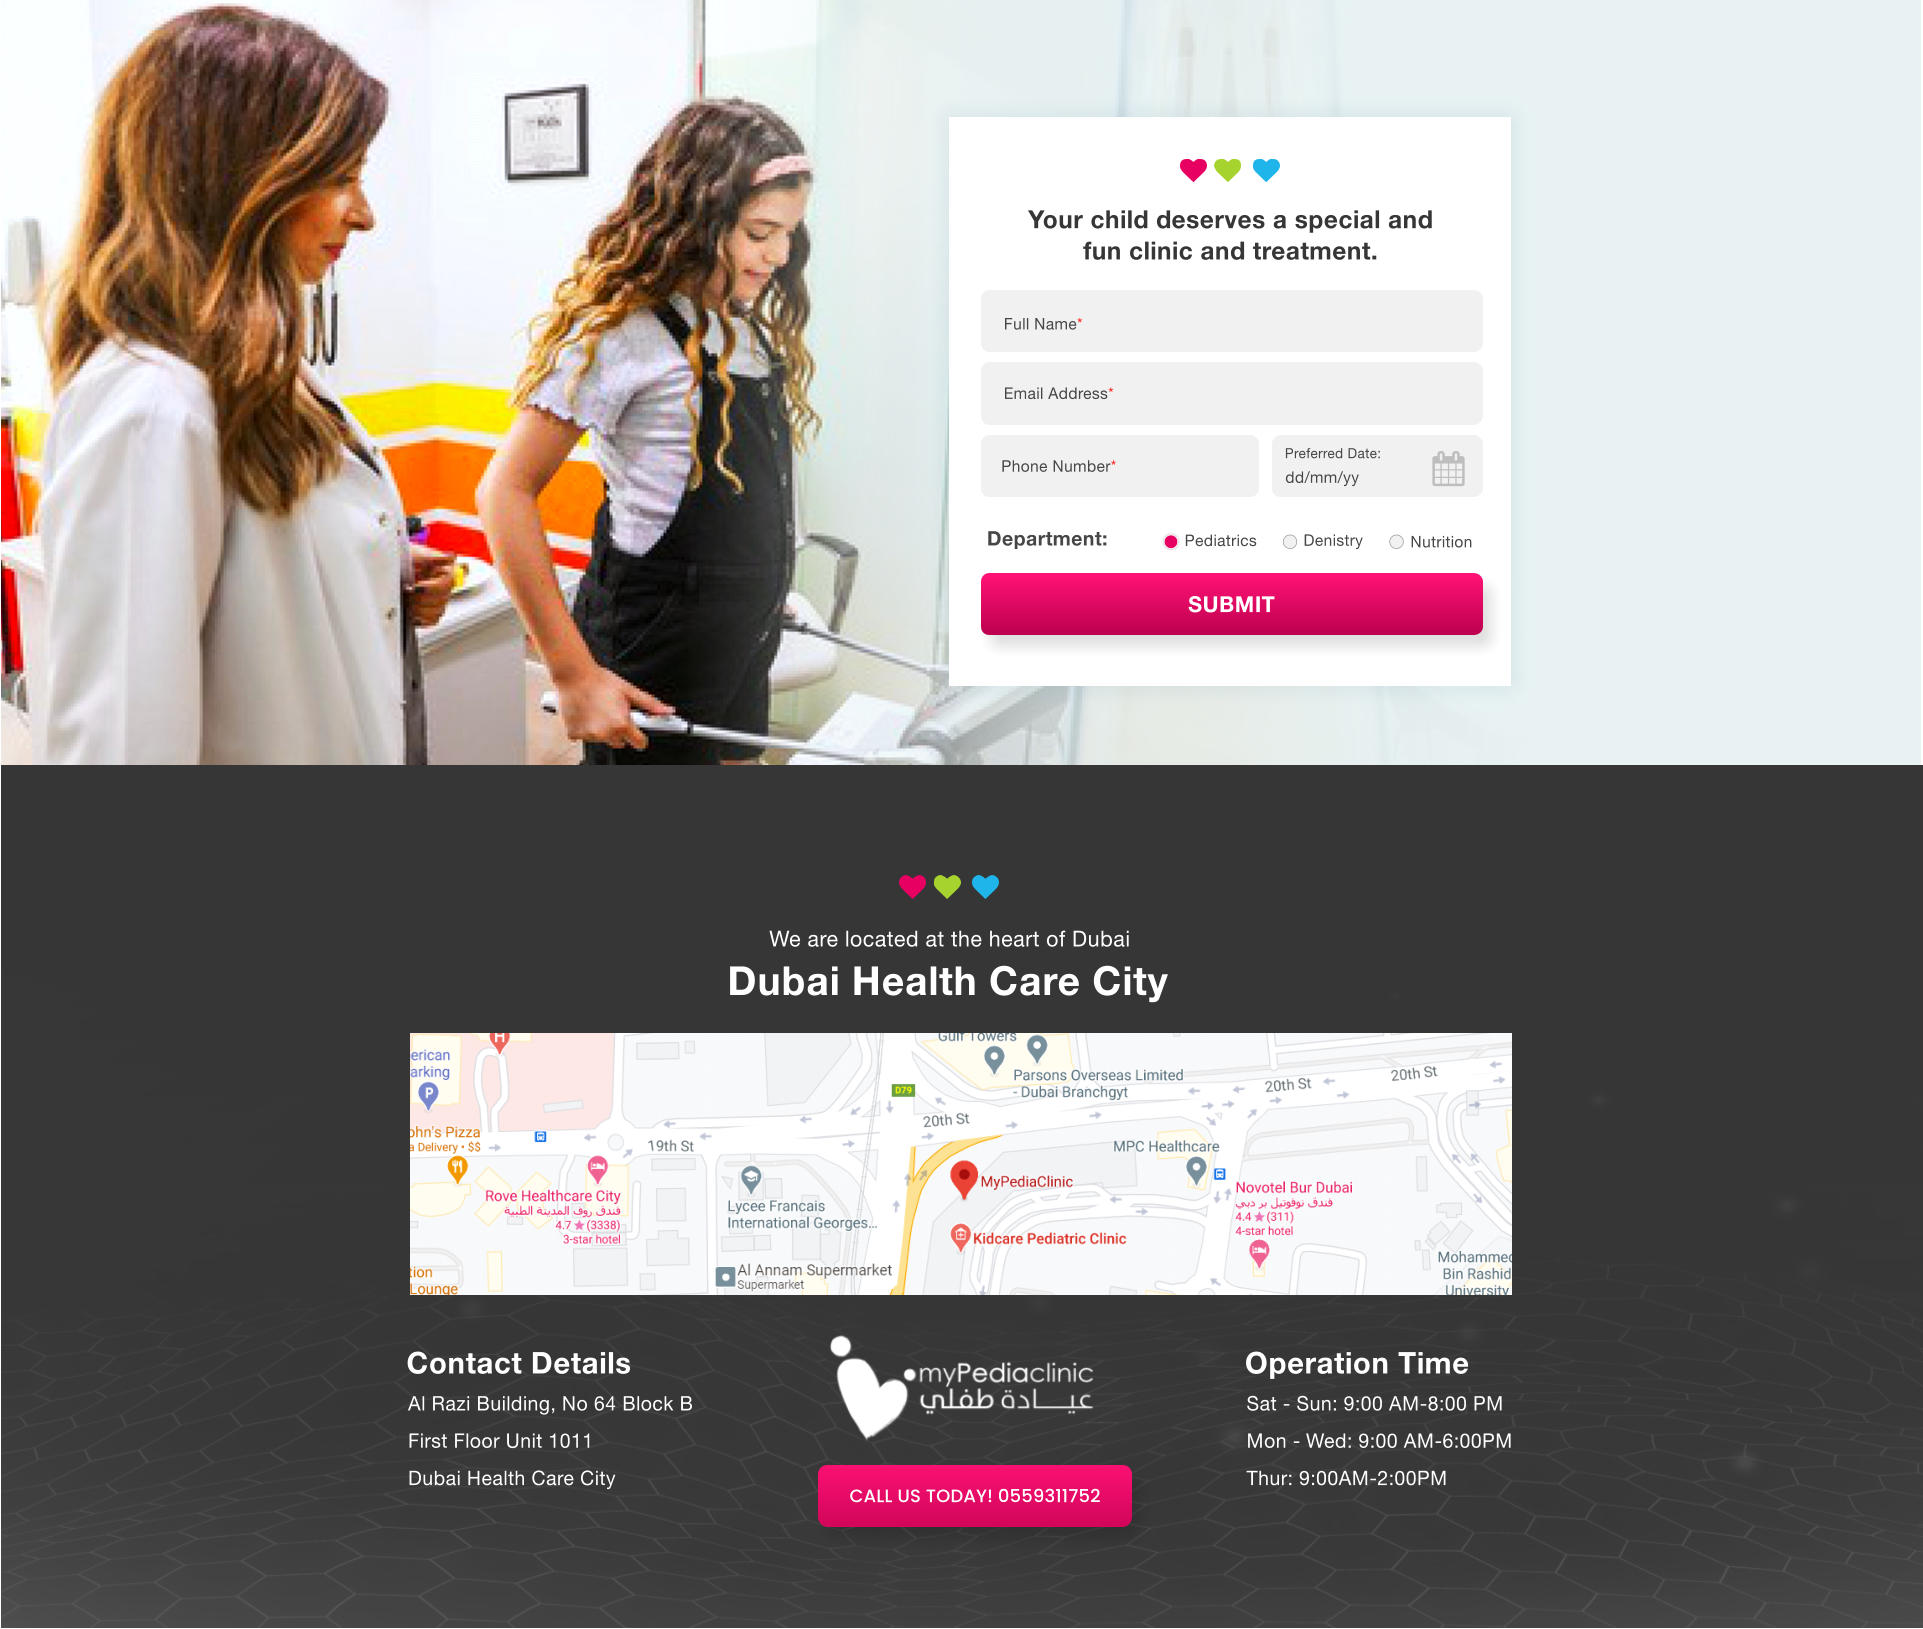 Your child deserves a special and
fun clinic and treatment.
Full Name*
Email Address*
Phone Number*
Preferred Date:
dd/mm/yy
Department:
Pediatrics
Denistry
Nutrition
SUBMIT
We are located at the heart of Dubai
Dubai Health Care City
H
Gulf Towers
erican
arking
P
Parsons Overseas Limited
- Dubai Branchgyt
D79
20th St
20th St
20th St
ohn's Pizza
a Delivery • $$
19th St
MPC Healthcare
MyPediaClinic
Rove Healthcare City
فندق روف المدينة الطبية
4.7 ★ (3338)
3-star hotel
Lycee Francais
International Georges...
Novotel Bur Dubai
فندق نوفوتيل بر دبي
4.4 ★ (311)
4-star hotel
Kidcare Pediatric Clinic
Al Annam Supermarket
Supermarket
Mohammed
Bin Rashid
University
tion
Lounge
Contact Details
Al Razi Building, No 64 Block B
First Floor Unit 1011
Dubai Health Care City
myPediaclinic
عيادة طفلي
CALL US TODAY! 0559311752
Operation Time
Sat - Sun: 9:00 AM-8:00 PM
Mon - Wed: 9:00 AM-6:00PM
Thur: 9:00AM-2:00PM